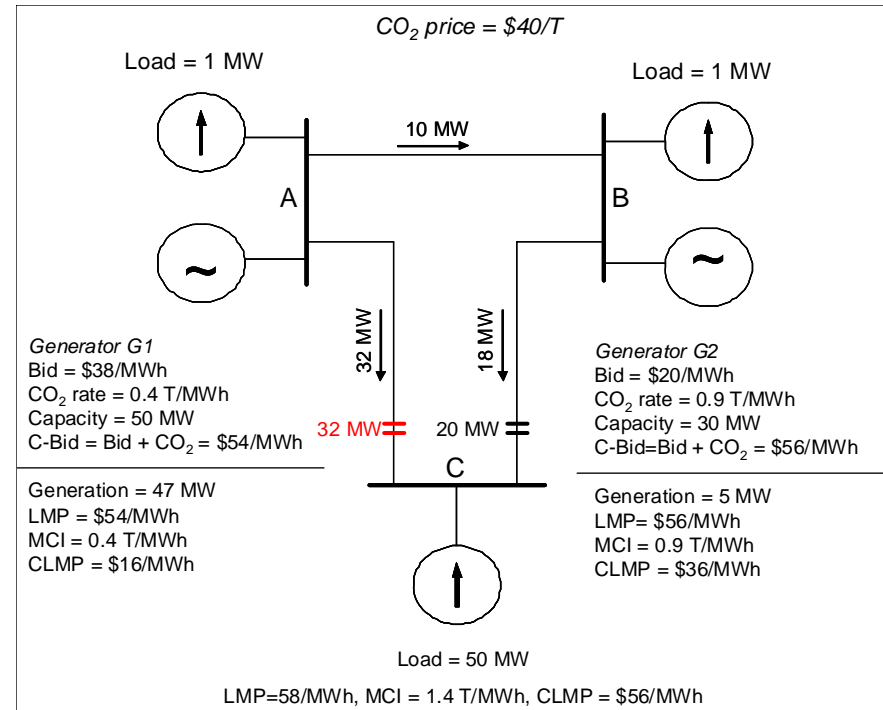 CO2 price = $40/T
Load = 1 MW
Load = 1 MW
10 MW
A
B
~
~
32 MW
18 MW
Generator G1
Bid = $38/MWh
CO2 rate = 0.4 T/MWh
Capacity = 50 MW
C-Bid = Bid + CO2 = $54/MWh
Generator G2
Bid = $20/MWh
CO2 rate = 0.9 T/MWh
Capacity = 30 MW
C-Bid=Bid + CO2 = $56/MWh
32 MW
20 MW
C
Generation = 47 MW
LMP = $54/MWh
MCI = 0.4 T/MWh
CLMP = $16/MWh
Generation = 5 MW
LMP= $56/MWh
MCI = 0.9 T/MWh
CLMP = $36/MWh
Load = 50 MW
LMP=58/MWh, MCI = 1.4 T/MWh, CLMP = $56/MWh